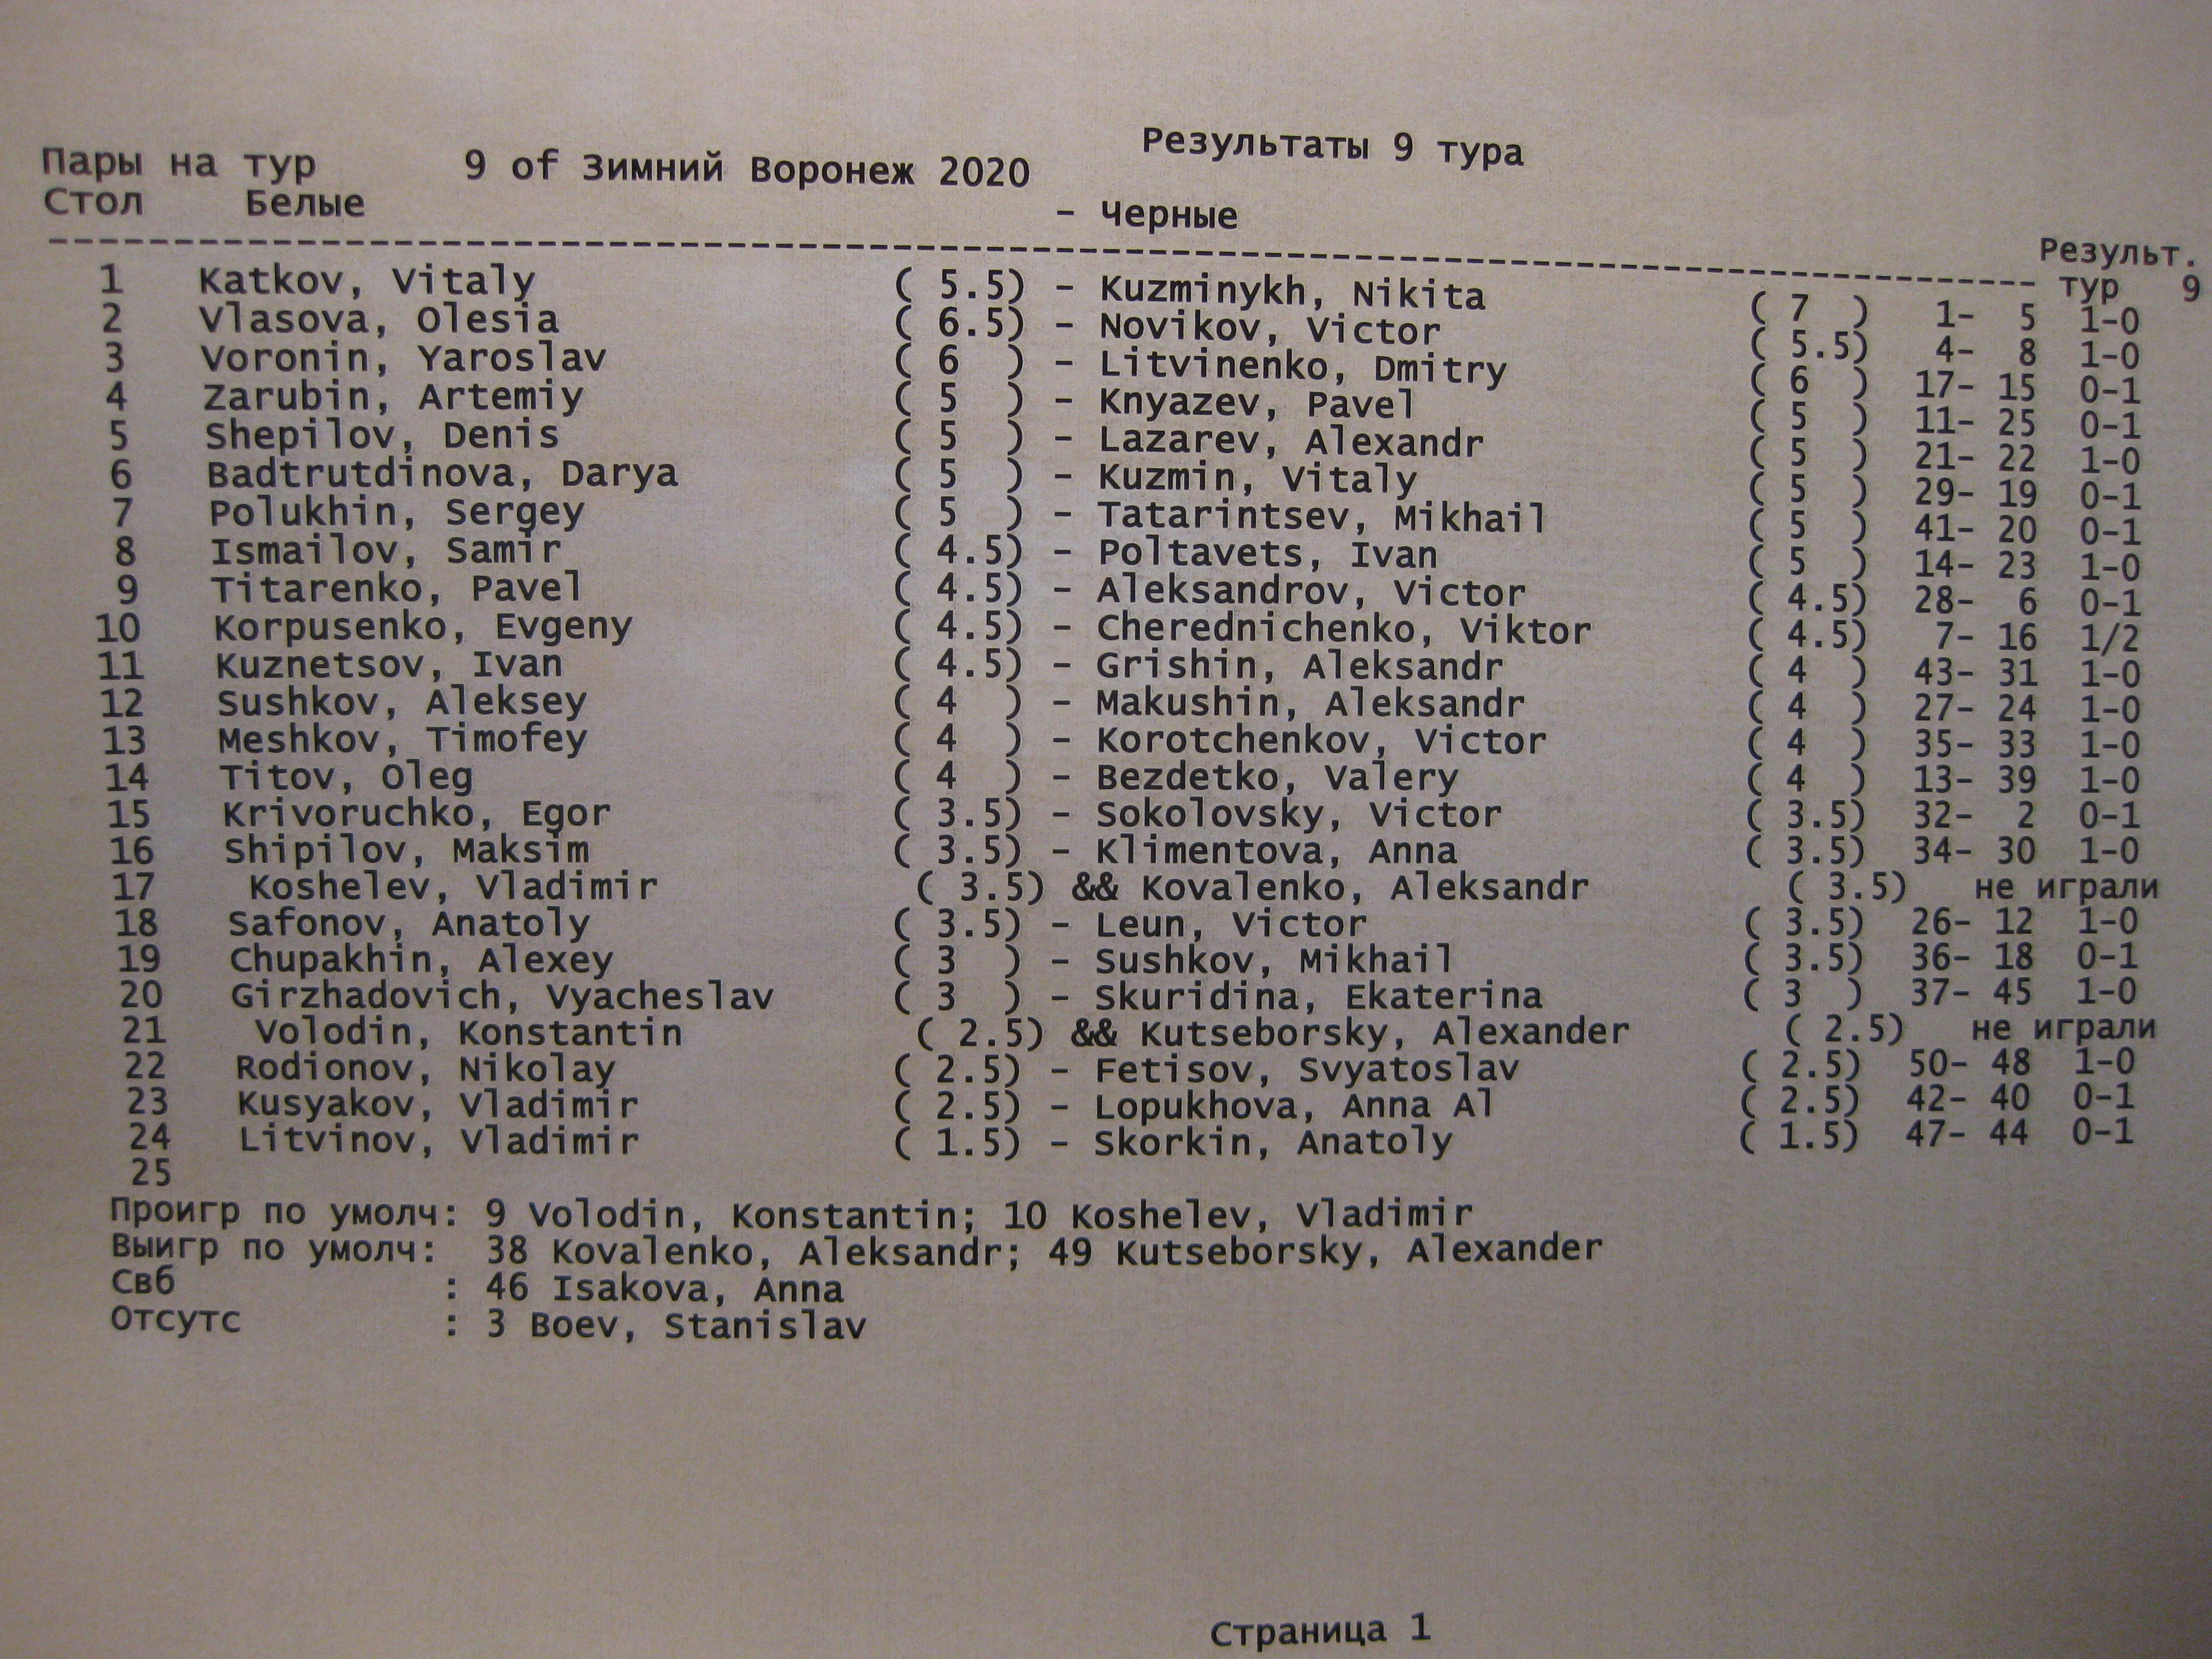 Результаты 9 тура
Пары на тур 9 of Зимний Воронеж 2020
Стол Белые - Черные Результ.
тур 9
1 Katkov, Vitaly ( 5.5) - Kuzminykh, Nikita ( 7 ) 1- 5 1-0
2 Vlasova, Olesia ( 6.5) - Novikov, Victor ( 5.5) 4- 8 1-0
3 Voronin, Yaroslav ( 6 ) - Litvinenko, Dmitry ( 6 ) 17- 15 0-1
4 Zarubin, Artemiy ( 5 ) - Knyazev, Pavel ( 5 ) 11- 25 0-1
5 Shepilov, Denis ( 5 ) - Lazarev, Alexandr ( 5 ) 21- 22 1-0
6 Badtrutdinova, Darya ( 5 ) - Kuzmin, Vitaly ( 5 ) 29- 19 0-1
7 Polukhin, Sergey ( 5 ) - Tatarintsev, Mikhail ( 5 ) 41- 20 0-1
8 Ismailov, Samir ( 4.5) - Poltavets, Ivan ( 5 ) 14- 23 1-0
9 Titarenko, Pavel ( 4.5) - Aleksandrov, Victor ( 4.5) 28- 6 0-1
10 Korpusenko, Evgeny ( 4.5) - Cherednichenko, Viktor ( 4.5) 7- 16 1/2
11 Kuznetsov, Ivan ( 4.5) - Grishin, Aleksandr ( 4 ) 43- 31 1-0
12 Sushkov, Aleksey ( 4 ) - Makushin, Aleksandr ( 4 ) 27- 24 1-0
13 Meshkov, Timofey ( 4 ) - Korotchenkov, Victor ( 4 ) 35- 33 1-0
14 Titov, Oleg ( 4 ) - Bezdetko, Valery ( 4 ) 13- 39 1-0
15 Krivoruchko, Egor ( 3.5) - Sokolovsky, Victor ( 3.5) 32- 2 0-1
16 Shipilov, Maksim ( 3.5) - Klimentova, Anna ( 3.5) 34- 30 1-0
17 Koshelev, Vladimir ( 3.5) && Kovalenko, Aleksandr ( 3.5) не играли
18 Safonov, Anatoly ( 3.5) - Leun, Victor ( 3.5) 26- 12 1-0
19 Chupakhin, Alexey ( 3 ) - Sushkov, Mikhail ( 3.5) 36- 18 0-1
20 Girzhadovich, Vyacheslav ( 3 ) - Skuridina, Ekaterina ( 3 ) 37- 45 1-0
21 Volodin, Konstantin ( 2.5) && Kutseborsky, Alexander ( 2.5) не играли
22 Rodionov, Nikolay ( 2.5) - Fetisov, Svyatoslav ( 2.5) 50- 48 1-0
23 Kusyakov, Vladimir ( 2.5) - Lopukhova, Anna Al ( 2.5) 42- 40 0-1
24 Litvinov, Vladimir ( 1.5) - Skorkin, Anatoly ( 1.5) 47- 44 0-1
25
Проигр по умолч: 9 Volodin, Konstantin; 10 Koshelev, Vladimir
Выигр по умолч: 38 Kovalenko, Aleksandr; 49 Kutseborsky, Alexander
Свб : 46 Isakova, Anna
Отсутс : 3 Boev, Stanislav
Страница 1